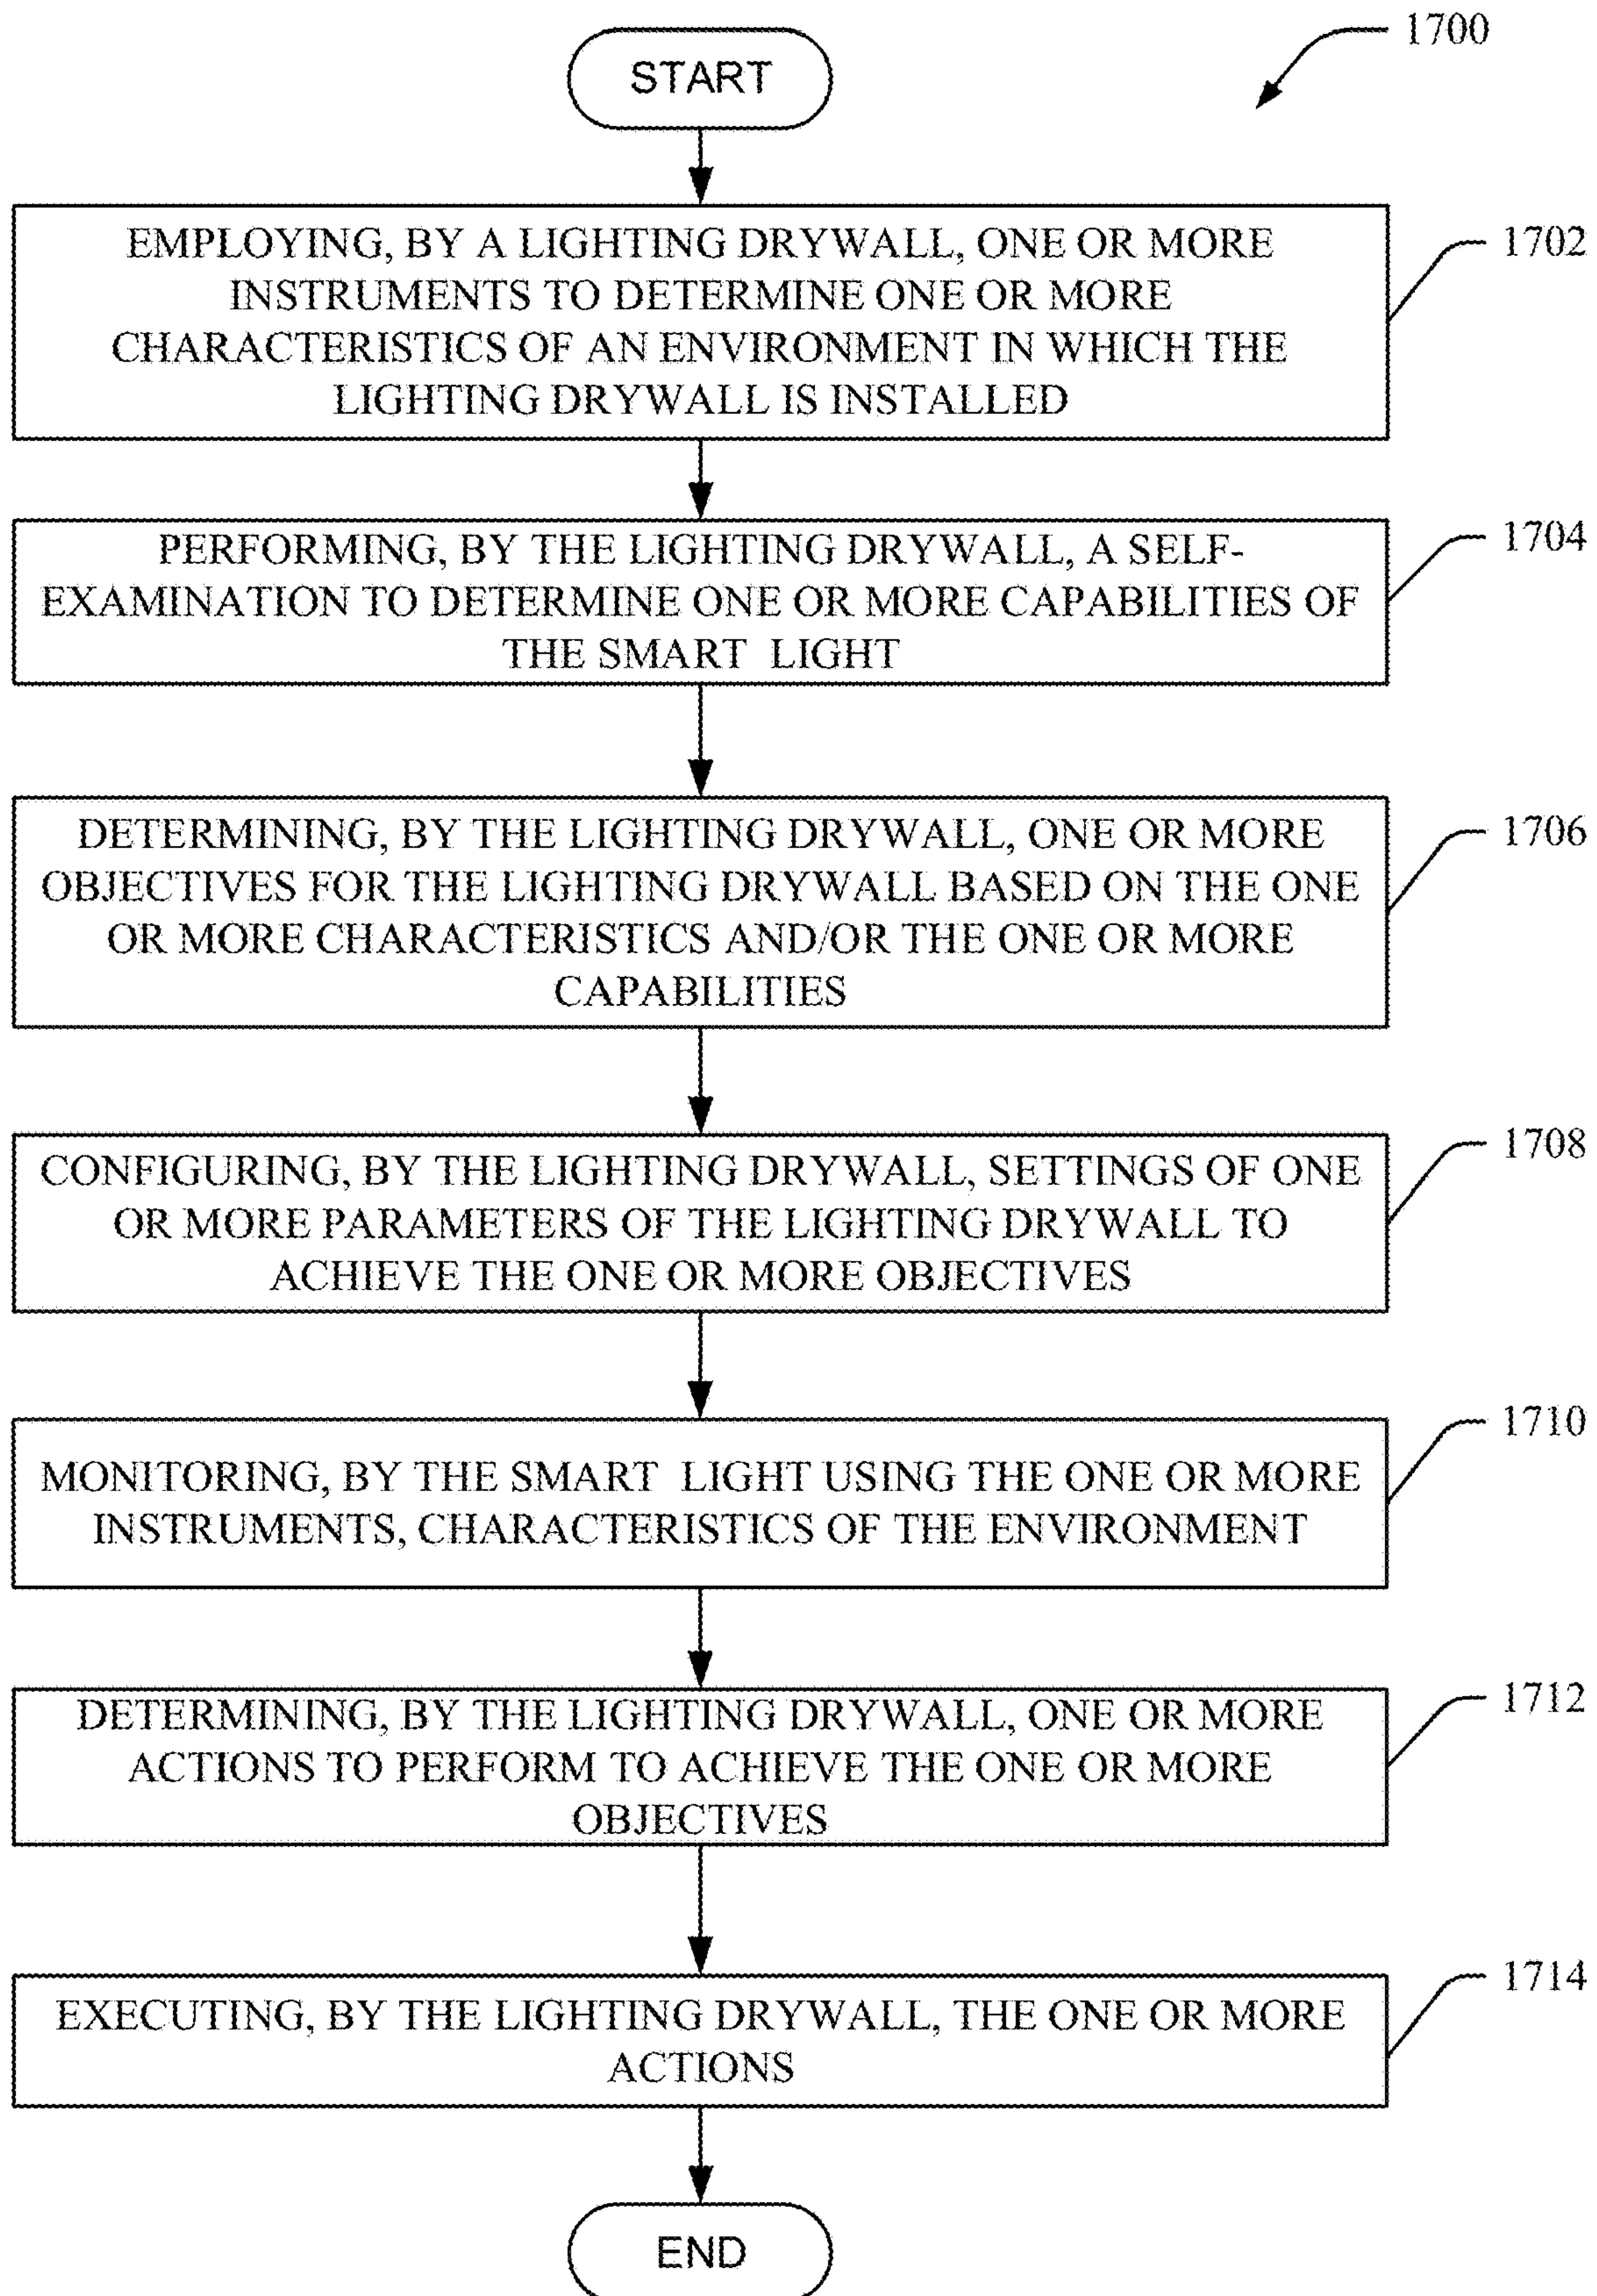 1700
START
EMPLOYING, BY A LIGHTING DRYWALL, ONE OR MORE
INSTRUMENTS TO DETERMINE ONE OR MORE
CHARACTERISTICS OF AN ENVIRONMENT IN WHICH THE
LIGHTING DRYWALL IS INSTALLED
1702
PERFORMING, BY THE LIGHTING DRYWALL, A SELF-
EXAMINATION TO DETERMINE ONE OR MORE CAPABILITIES OF
THE SMART LIGHT
1704
DETERMINING, BY THE LIGHTING DRYWALL, ONE OR MORE
OBJECTIVES FOR THE LIGHTING DRYWALL BASED ON THE ONE
OR MORE CHARACTERISTICS AND/OR THE ONE OR MORE
CAPABILITIES
1706
CONFIGURING, BY THE LIGHTING DRYWALL, SETTINGS OF ONE
OR MORE PARAMETERS OF THE LIGHTING DRYWALL TO
ACHIEVE THE ONE OR MORE OBJECTIVES
1708
MONITORING, BY THE SMART LIGHT USING THE ONE OR MORE
INSTRUMENTS, CHARACTERISTICS OF THE ENVIRONMENT
1710
DETERMINING, BY THE LIGHTING DRYWALL, ONE OR MORE
ACTIONS TO PERFORM TO ACHIEVE THE ONE OR MORE
OBJECTIVES
1712
EXECUTING, BY THE LIGHTING DRYWALL, THE ONE OR MORE
ACTIONS
1714
END